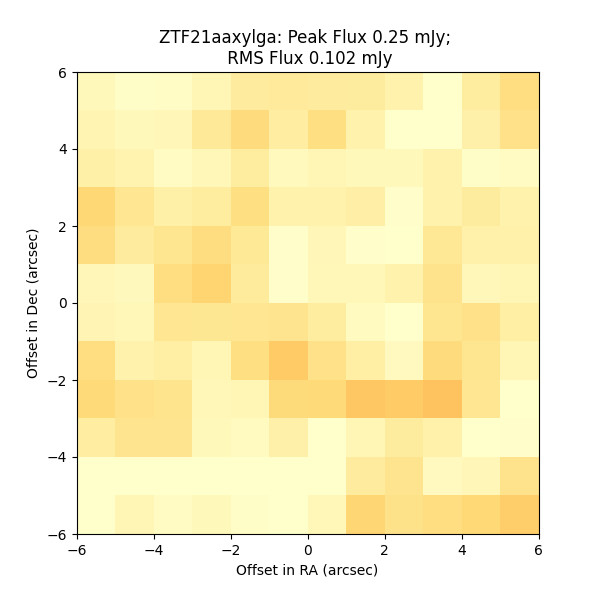 ZTF21aaxylga: Peak Flux 0.25 mJy;
RMS Flux 0.102 mJy
6
4
2
0
−2
−4
−6
Offset in Dec (arcsec)
−6 −4 −2 0 2 4 6
Offset in RA (arcsec)